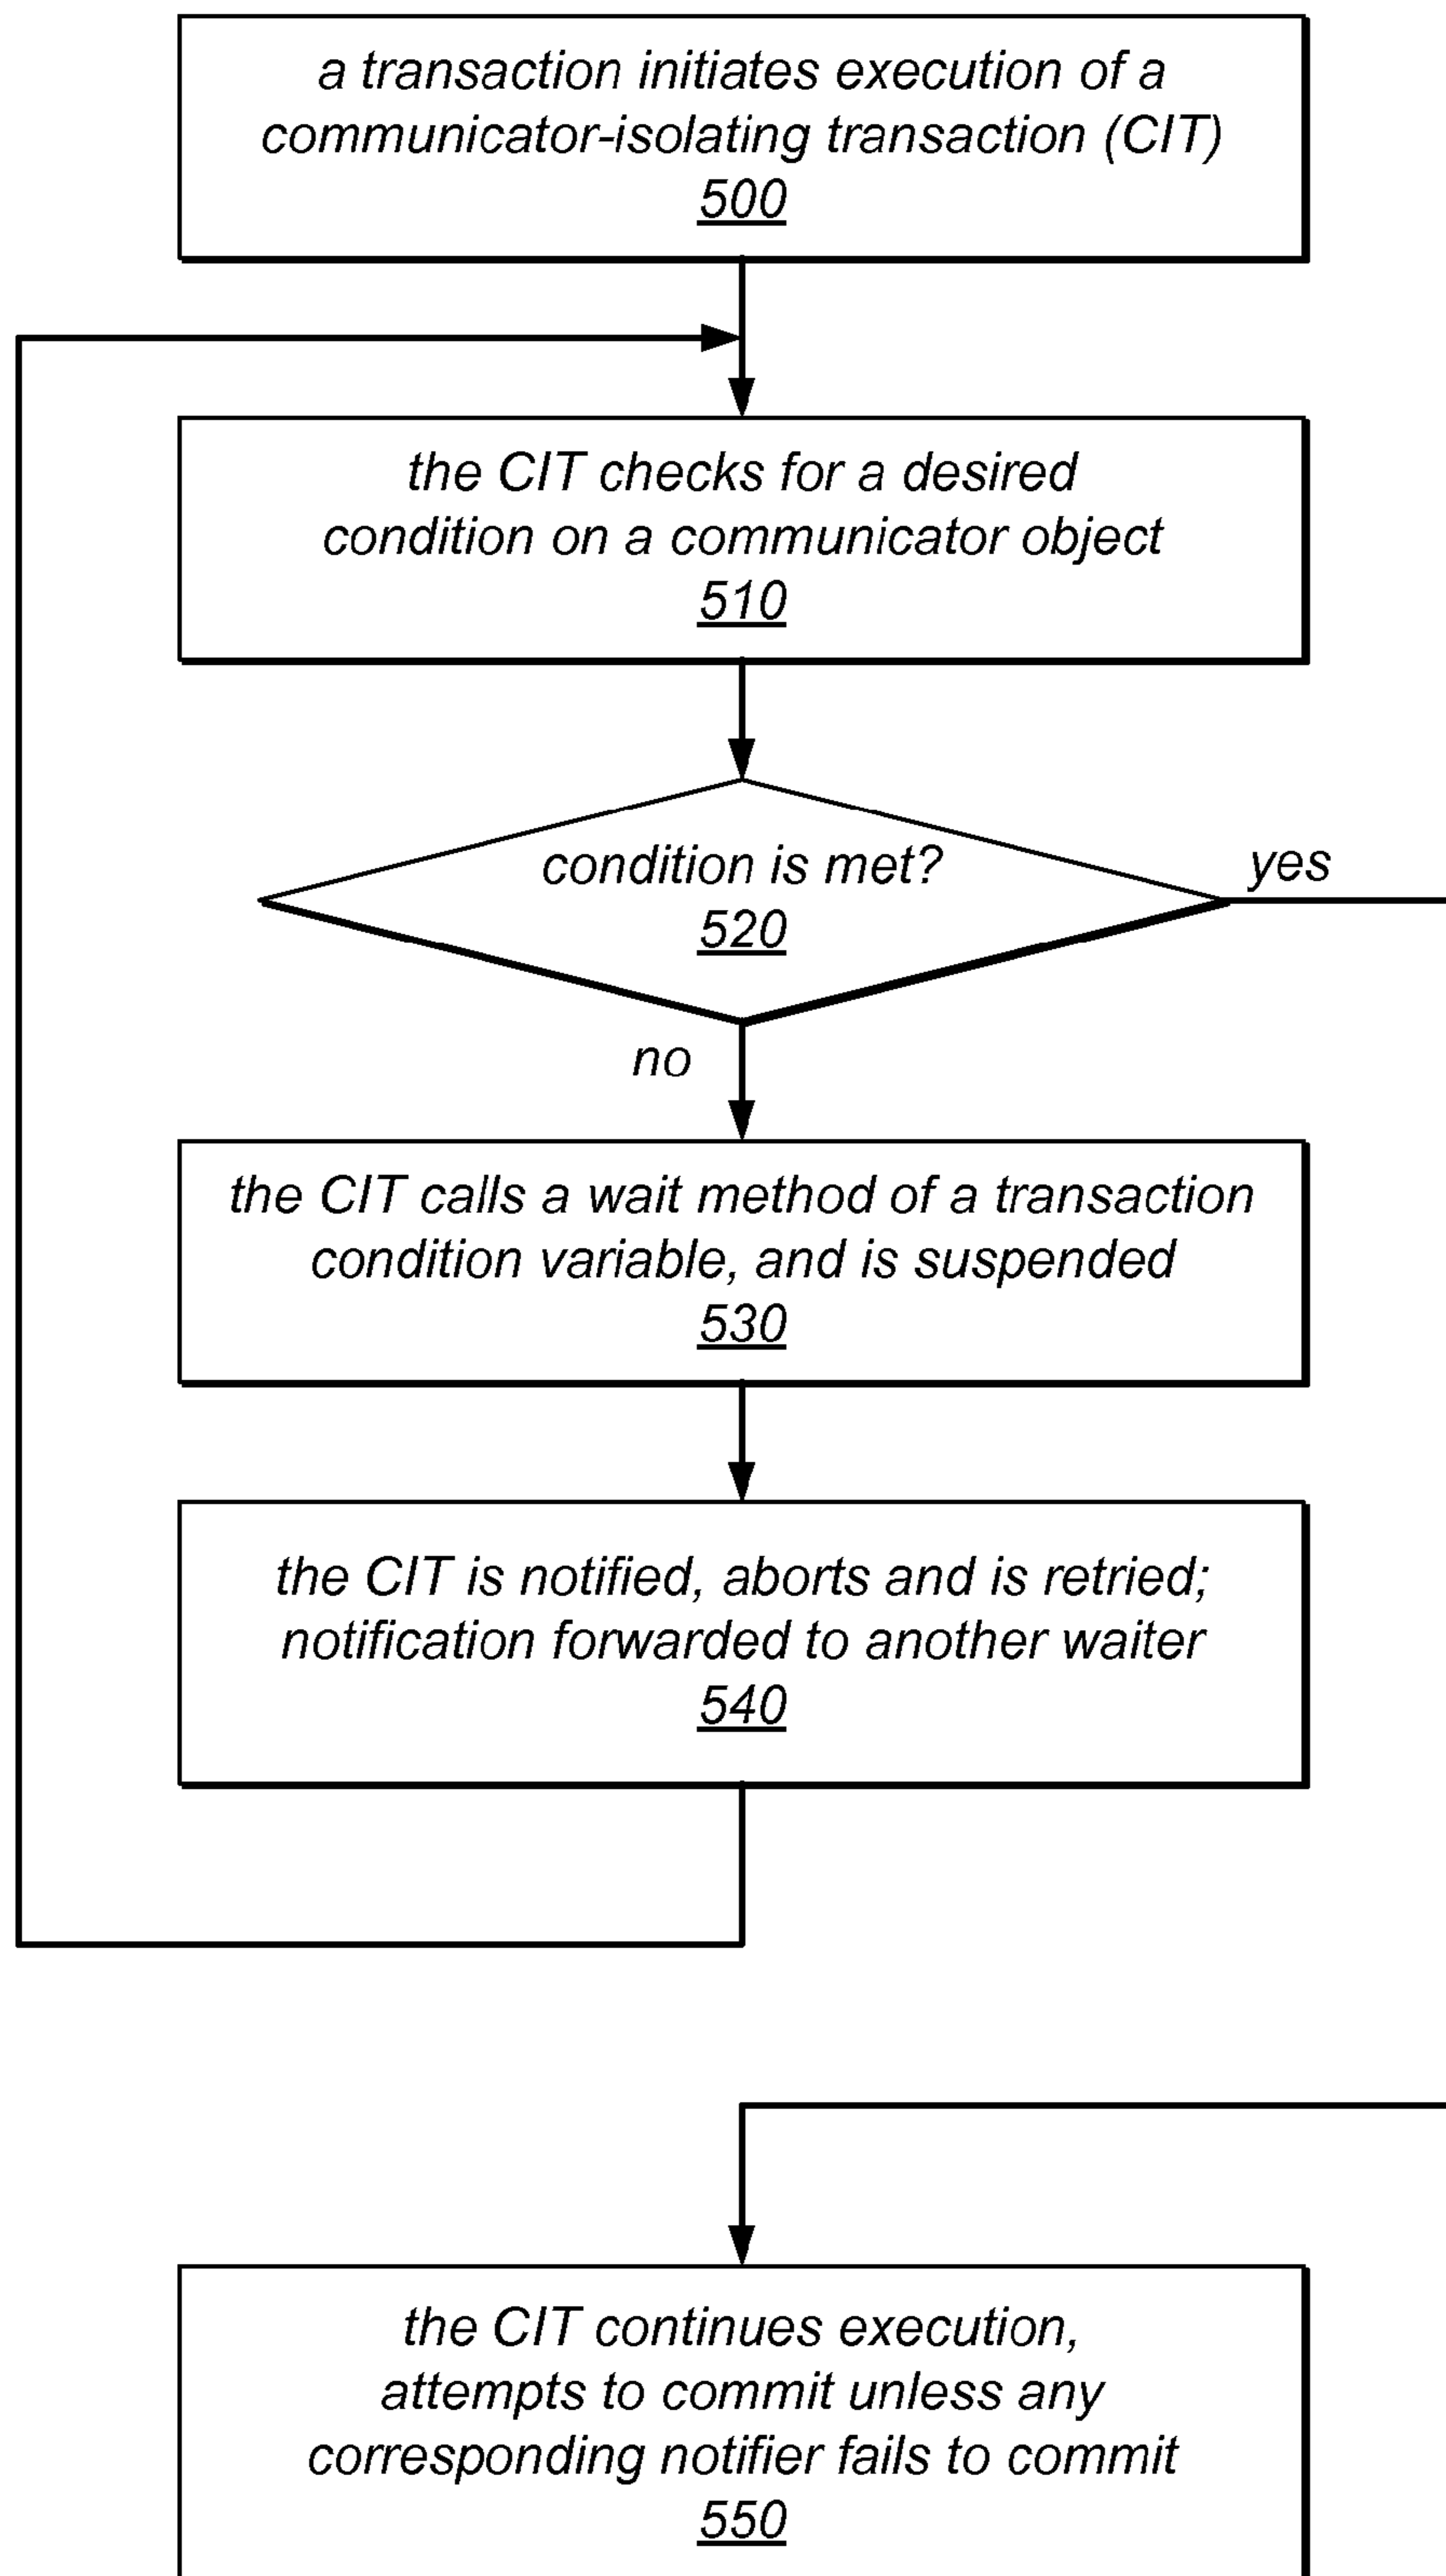 a transaction initiates execution of a
communicator-isolating transaction (CIT)
500
the CIT checks for a desired
condition on a communicator object
510
condition is met?
520
yes
no
the CIT calls a wait method of a transaction
condition variable, and is suspended
530
the CIT is notified, aborts and is retried;
notification forwarded to another waiter
540
the CIT continues execution,
attempts to commit unless any
corresponding notifier fails to commit
550